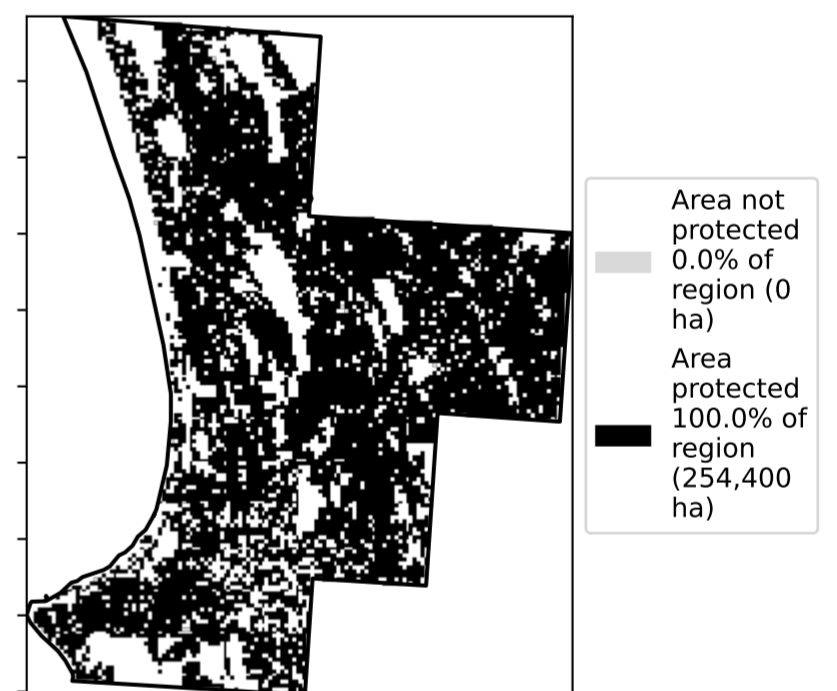 Area not
protected
0.0% of
region (0
ha)
Area
protected
100.0% of
region
(254,400
ha)